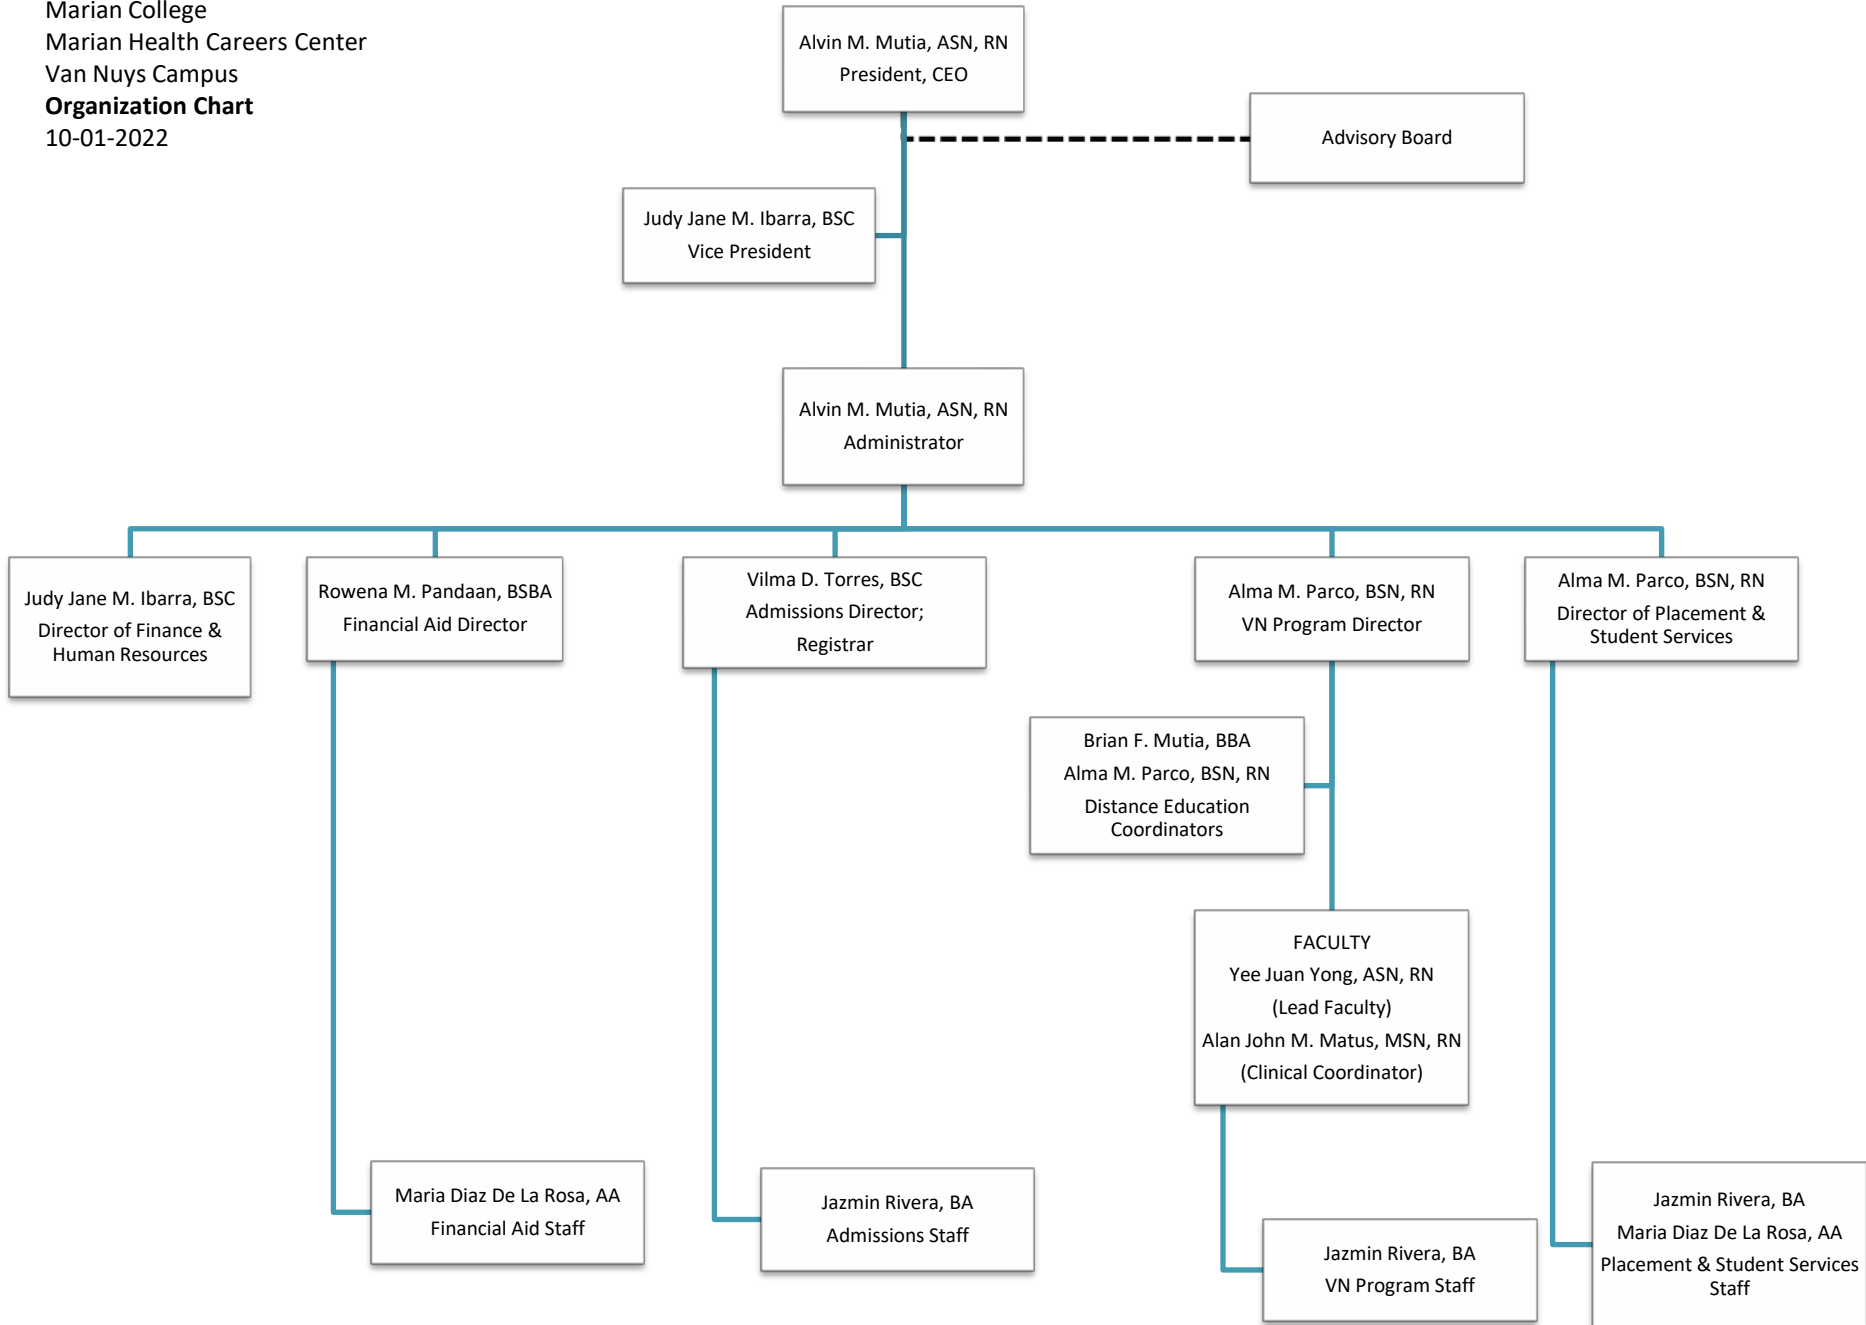 Marian College
Marian Health Careers Center
Van Nuys Campus
Organization Chart
10-01-2022
Alvin M. Mutia, ASN, RN
President, CEO
Advisory Board
Judy Jane M. Ibarra, BSC
Vice President
Alvin M. Mutia, ASN, RN
Administrator
Judy Jane M. Ibarra, BSC
Director of Finance &
Human Resources
Rowena M. Pandaan, BSBA
Financial Aid Director
Vilma D. Torres, BSC
Admissions Director;
Registrar
Alma M. Parco, BSN, RN
VN Program Director
Alma M. Parco, BSN, RN
Director of Placement &
Student Services
Brian F. Mutia, BBA
Alma M. Parco, BSN, RN
Distance Education
Coordinators
FACULTY
Yee Juan Yong, ASN, RN
(Lead Faculty)
Alan John M. Matus, MSN, RN
(Clinical Coordinator)
Maria Diaz De La Rosa, AA
Financial Aid Staff
Jazmin Rivera, BA
Admissions Staff
Jazmin Rivera, BA
VN Program Staff
Jazmin Rivera, BA
Maria Diaz De La Rosa, AA
Placement & Student Services
Staff